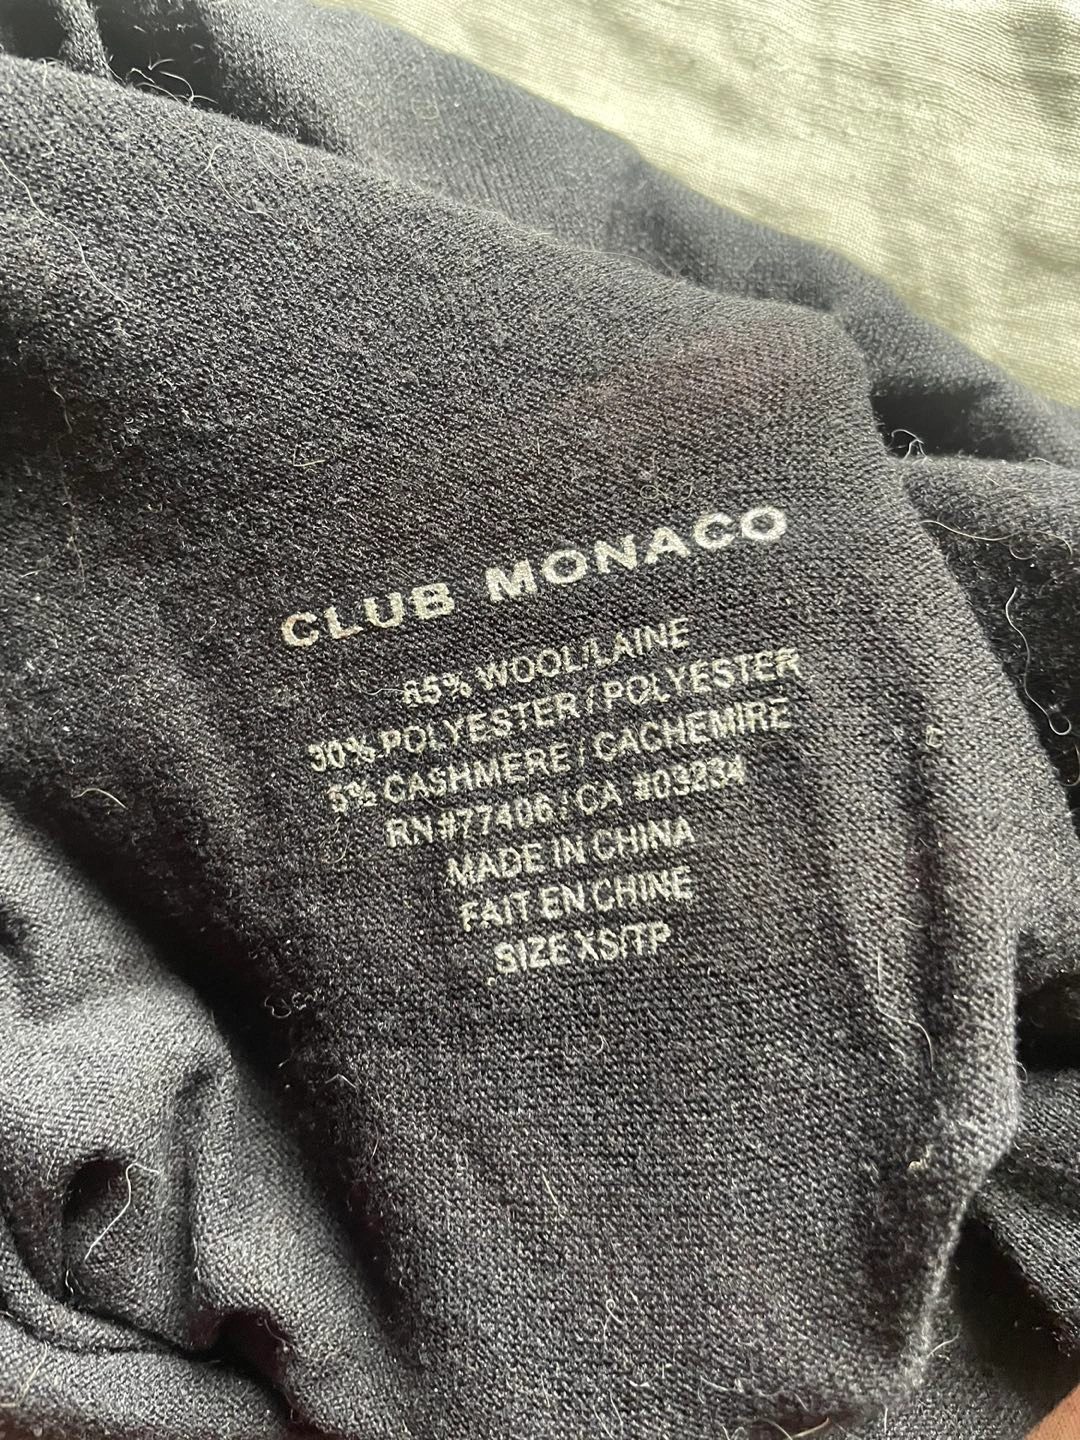 CLUB MONACO
65% WOOL/LAINE
30% POLYESTER / POLYESTER
5% CASHMERE / CACHEMIRE
RN#77406 / CA #03234
MADE IN CHINA
FAIT EN CHINE
SIZE XS/TP